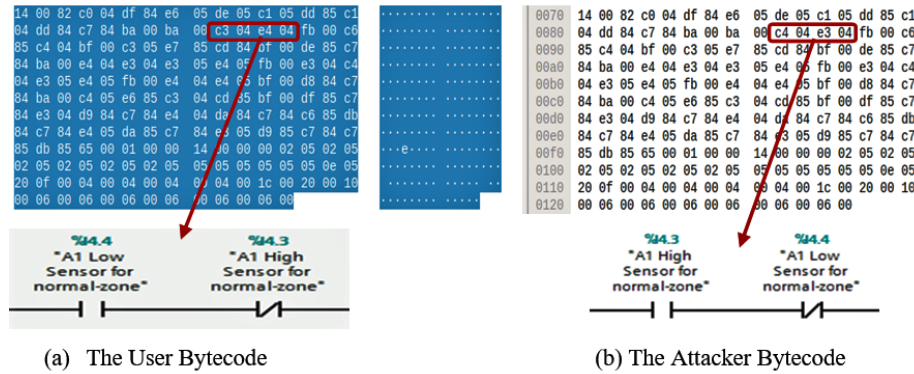 14 00 82 c0 04 df 84 e6 05 de 05 c1 05 dd 85 c1
04 dd 84 c7 84 ba 00 ba 00 c3 04 e4 04 fb 00 c6
85 c4 04 bf 00 c3 05 e7 85 cd 84 bf 00 de 85 c7
84 ba 00 e4 04 e3 04 e3 05 e4 05 fb 00 e3 04 c4
04 e3 05 e4 05 fb 00 e4 04 e4 05 bf 00 d8 84 c7
84 ba 00 c4 05 e6 85 c3 04 cd 85 bf 00 df 85 c7
84 e3 04 d9 84 c7 84 e4 04 da 84 c7 84 c6 85 db
84 c7 84 e4 05 da 85 c7 84 e3 05 d9 85 c7 84 c7
85 db 85 65 00 01 00 00 14 00 00 00 02 05 02 05
02 05 02 05 02 05 02 05 05 05 05 05 05 05 0e 05
20 0f 00 04 00 04 00 04 00 04 00 1c 00 20 00 10
00 06 00 06 00 06 00 06 00 06 00 06 00
···e····
0070 14 00 82 c0 04 df 84 e6 05 de 05 c1 05 dd 85 c1
0080 04 dd 84 c7 84 ba 00 ba 00 c4 04 e3 04 fb 00 c6
0090 85 c4 04 bf 00 c3 05 e7 85 cd 84 bf 00 de 85 c7
00a0 84 ba 00 e4 04 e3 04 e3 05 e4 05 fb 00 e3 04 c4
00b0 04 e3 05 e4 05 fb 00 e4 04 e4 05 bf 00 d8 84 c7
00c0 84 ba 00 c4 05 e6 85 c3 04 cd 85 bf 00 df 85 c7
00d0 84 e3 04 d9 84 c7 84 e4 04 da 84 c7 84 c6 85 db
00e0 84 c7 84 e4 05 da 85 c7 84 e3 05 d9 85 c7 84 c7
00f0 85 db 85 65 00 01 00 00 14 00 00 00 02 05 02 05
0100 02 05 02 05 02 05 02 05 05 05 05 05 05 05 0e 05
0110 20 0f 00 04 00 04 00 04 00 04 00 1c 00 20 00 10
0120 00 06 00 06 00 06 00 06 00 06 00 06 00
%I4.4
"A1 Low
Sensor for
normal-zone"
%I4.3
"A1 High
Sensor for
normal-zone"
%I4.3
"A1 High
Sensor for
normal-zone"
%I4.4
"A1 Low
Sensor for
normal-zone"
(a) The User Bytecode
(b) The Attacker Bytecode